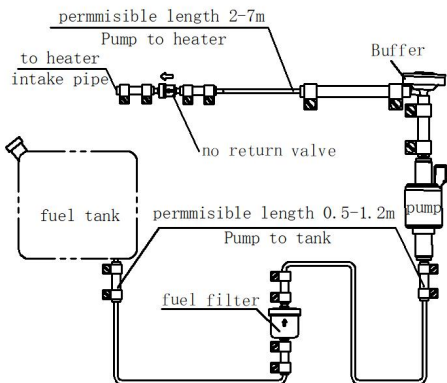 permmisible length 2-7m
Pump to heater
to heater
intake pipe
Buffer
no return valve
pump
fuel tank
permmisible length 0.5-1.2m
Pump to tank
fuel filter